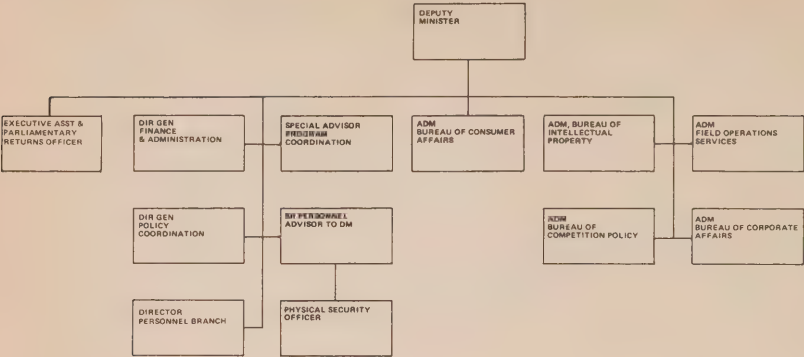 DEPUTY
MINISTER
EXECUTIVE ASST &
PARLIAMENTARY
RETURNS OFFICER
DIR GEN
FINANCE
& ADMINISTRATION
SPECIAL ADVISOR
PROGRAM
COORDINATION
ADM
BUREAU OF CONSUMER
AFFAIRS
ADM, BUREAU OF
INTELLECTUAL
PROPERTY
ADM
FIELD OPERATIONS
SERVICES
DIR GEN
POLICY
COORDINATION
PERSONNEL
ADVISOR TO DM
ADM
BUREAU OF
COMPETITION POLICY
ADM
BUREAU OF CORPORATE
AFFAIRS
DIRECTOR
PERSONNEL BRANCH
PHYSICAL SECURITY
OFFICER